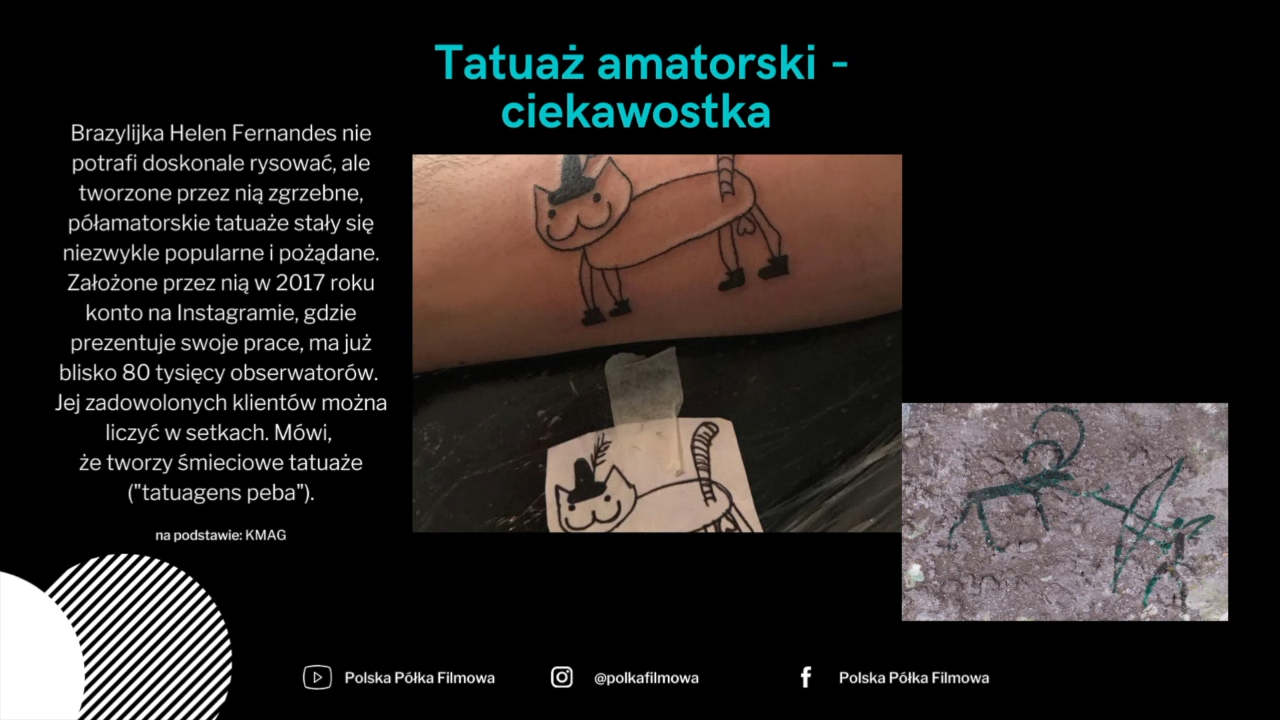 Tatuaż amatorski -
ciekawostka
Brazylijka Helen Fernandes nie
potrafi doskonale rysować, ale
tworzone przez nią zgrzebne,
półamatorskie tatuaże stały się
niezwykle popularne i pożądane.
Założone przez nią w 2017 roku
konto na Instagramie, gdzie
prezentuje swoje prace, ma już
blisko 80 tysięcy obserwatorów.
Jej zadowolonych klientów można
liczyć w setkach. Mówi,
że tworzy śmieciowe tatuaże
("tatuagens peba").
na podstawie: KMAG
Polska Półka Filmowa
@polkafilmowa
Polska Półka Filmowa